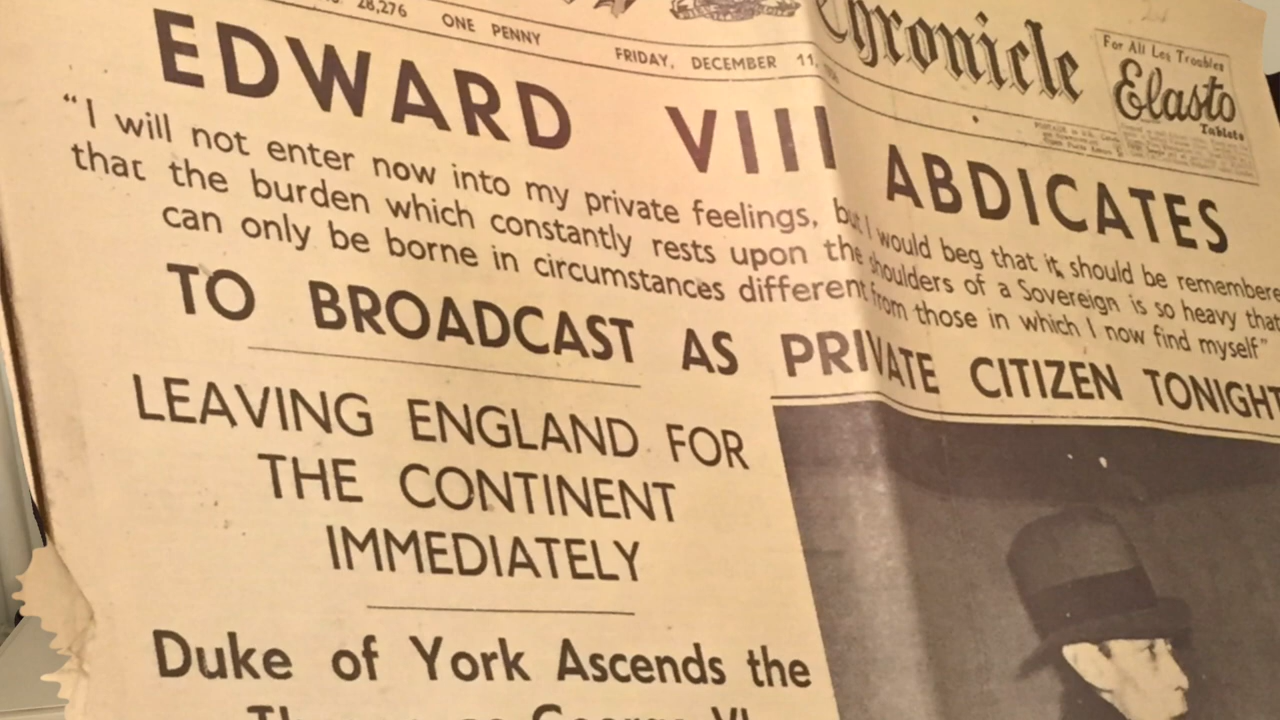 28,276 ONE PENNY FRIDAY, DECEMBER 11,
Chronicle
For All Leg Troubles
Elasto
Tablets
EDWARD VIII ABDICATES
“I will not enter now into my private feelings, but I would beg that it should be remembere
that the burden which constantly rests upon the shoulders of a Sovereign is so heavy that
can only be borne in circumstances different from those in which I now find myself”
TO BROADCAST AS PRIVATE CITIZEN TONIGHT
LEAVING ENGLAND FOR
THE CONTINENT
IMMEDIATELY
Duke of York Ascends the
George VI